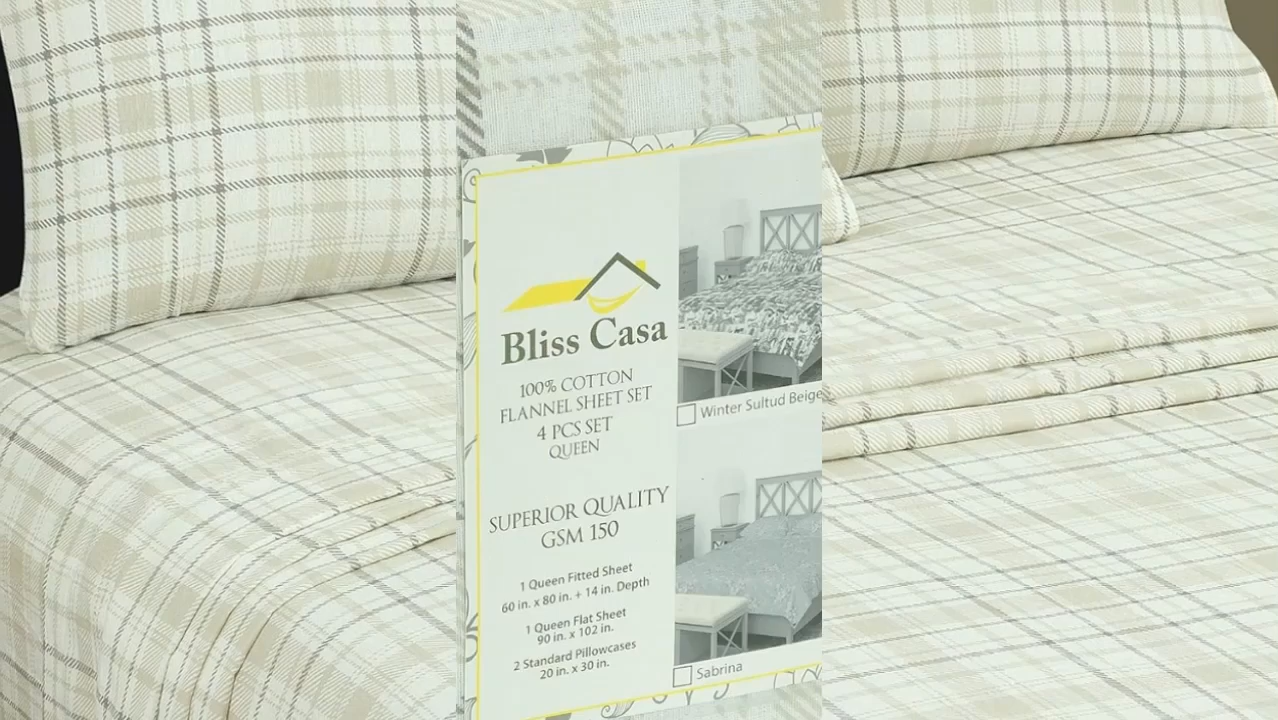 Bliss Casa
100% COTTON
FLANNEL SHEET SET
4 PCS SET
QUEEN
SUPERIOR QUALITY
GSM 150
1 Queen Fitted Sheet
60 in. x 80 in. + 14 in. Depth
1 Queen Flat Sheet
90 in. x 102 in.
2 Standard Pillowcases
20 in. x 30 in.
Winter Sultud Beige
Sabrina